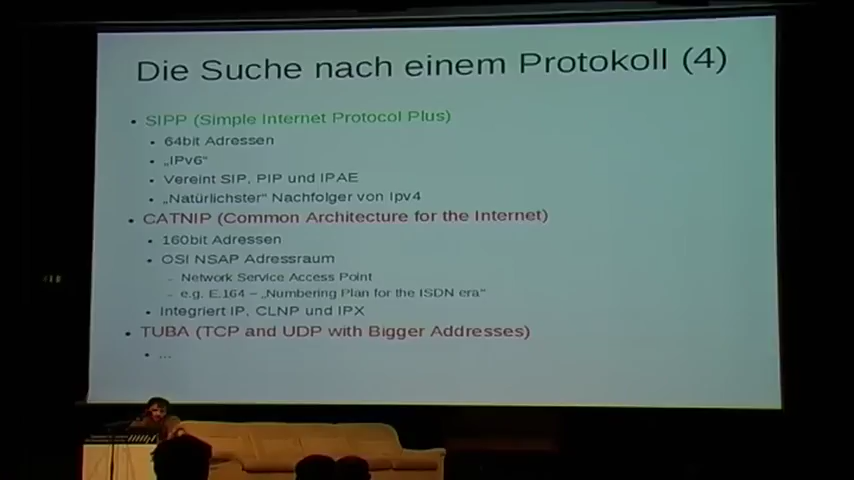 Die Suche nach einem Protokoll (4)
• SIPP (Simple Internet Protocol Plus)
• 64bit Adressen
• „IPv6“
• Vereint SIP, PIP und IPAE
• „Natürlichster“ Nachfolger von Ipv4
• CATNIP (Common Architecture for the Internet)
• 160bit Adressen
• OSI NSAP Adressraum
– Network Service Access Point
– e.g. E.164 – „Numbering Plan for the ISDN era“
• Integriert IP, CLNP und IPX
• TUBA (TCP and UDP with Bigger Addresses)
• ...